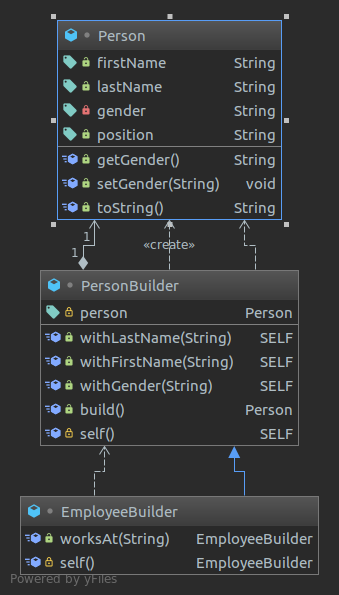 Person
firstName String
lastName String
gender String
position String
getGender() String
setGender(String) void
toString() String
1
1
«create»
PersonBuilder
person Person
withLastName(String) SELF
withFirstName(String) SELF
withGender(String) SELF
build() Person
self() SELF
EmployeeBuilder
worksAt(String) EmployeeBuilder
self() EmployeeBuilder
Powered by yFiles